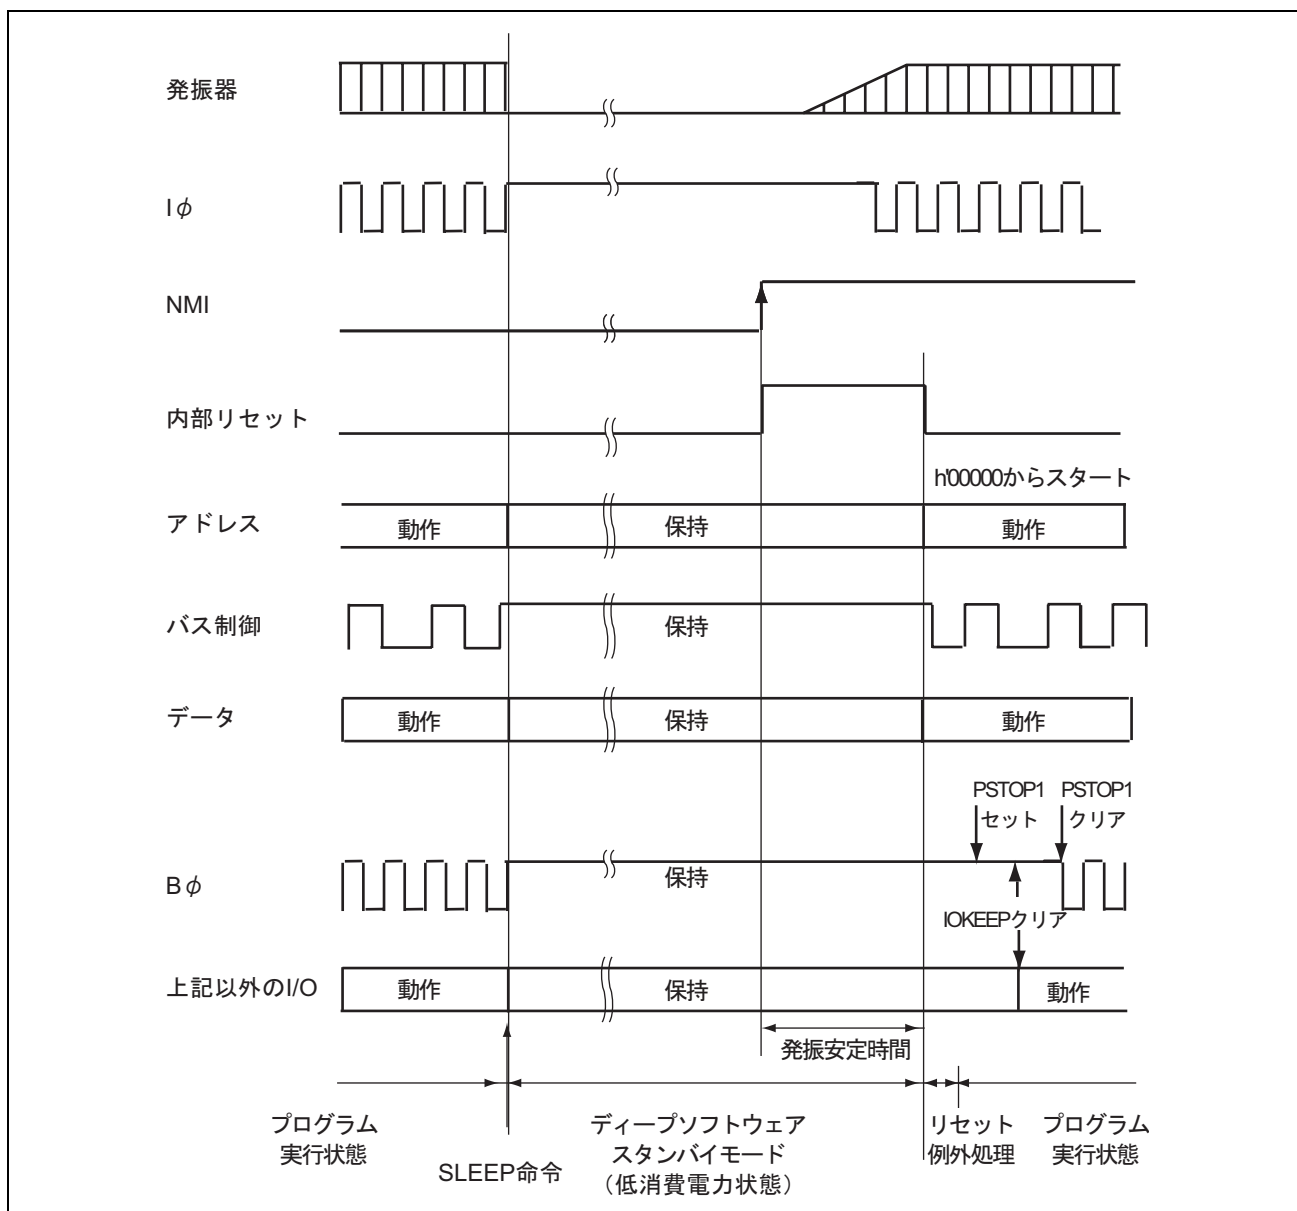 発振器
Iφ
NMI
内部リセット
h'00000からスタート
アドレス
動作
保持
動作
バス制御
保持
データ
動作
保持
動作
PSTOP1
セット
PSTOP1
クリア
Bφ
保持
IOKEEPクリア
上記以外のI/O
動作
保持
動作
発振安定時間
プログラム
実行状態
SLEEP命令
ディープソフトウェア
スタンバイモード
（低消費電力状態）
リセット
例外処理
プログラム
実行状態